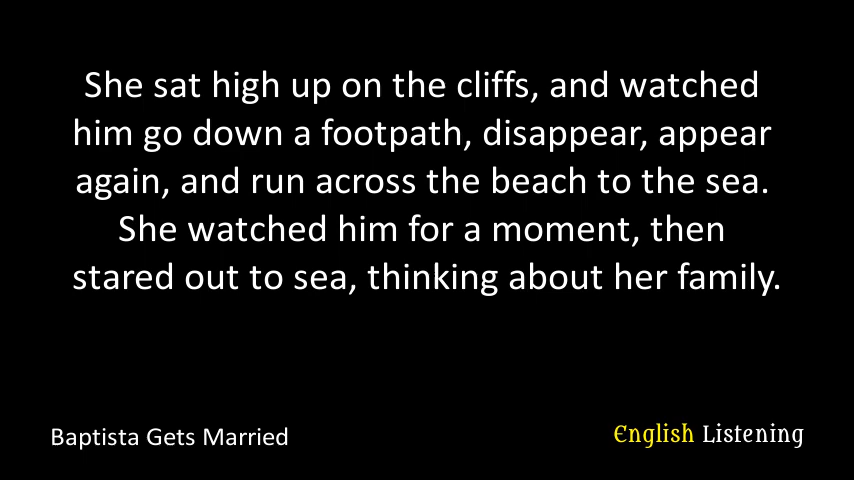 She sat high up on the cliffs, and watched
him go down a footpath, disappear, appear
again, and run across the beach to the sea.
She watched him for a moment, then
stared out to sea, thinking about her family.
Baptista Gets Married
English Listening